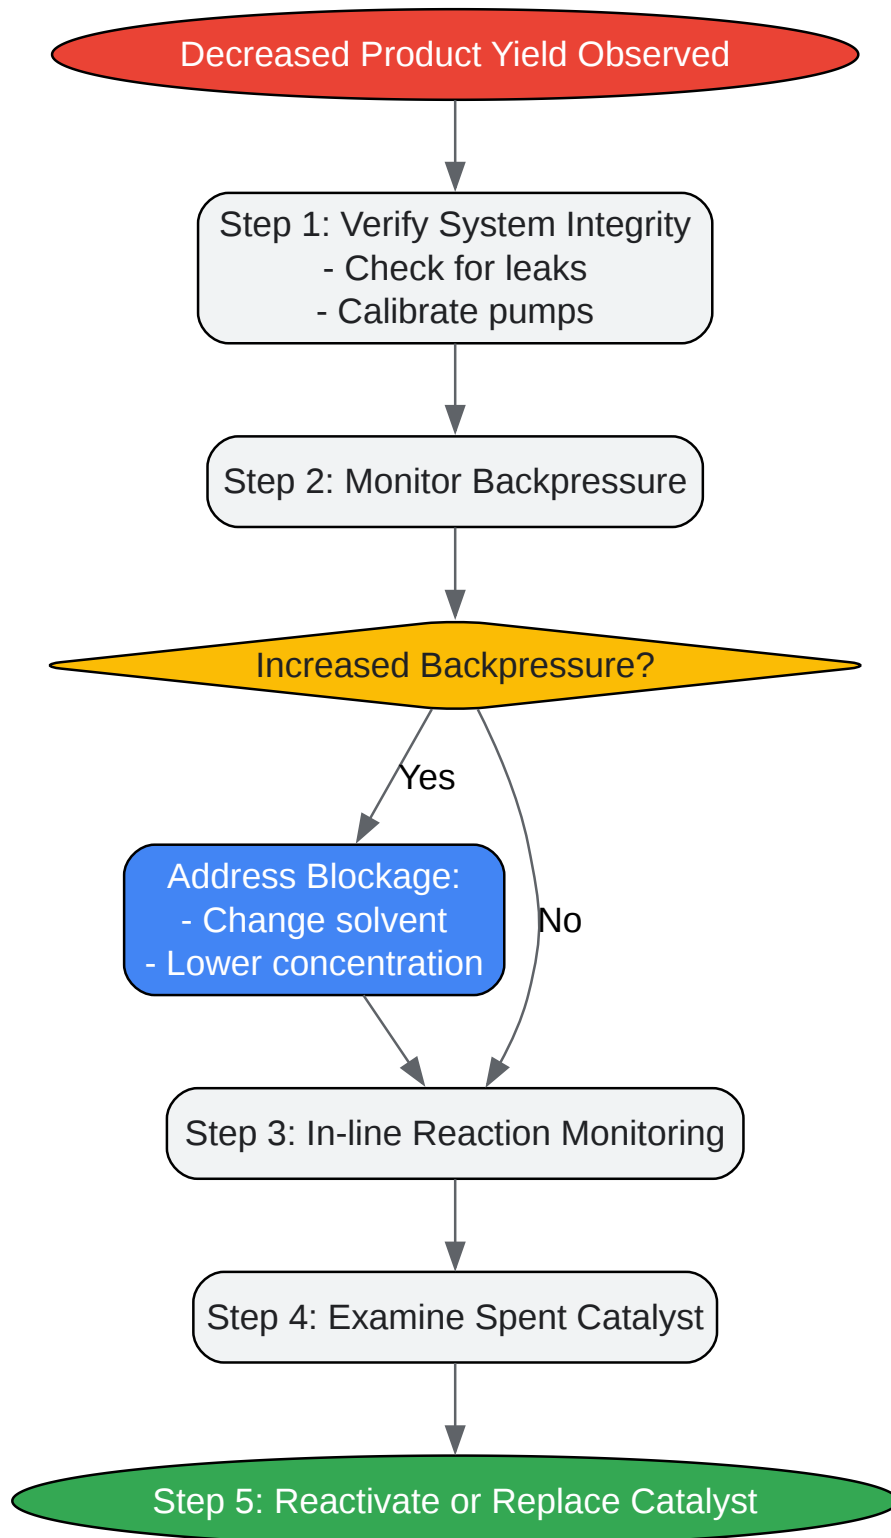 Decreased Product Yield Observed
Step 1: Verify System Integrity
- Check for leaks
- Calibrate pumps
Step 2: Monitor Backpressure
Increased Backpressure?
Yes
Address Blockage:
- Change solvent
- Lower concentration
No
Step 3: In-line Reaction Monitoring
Step 4: Examine Spent Catalyst
Step 5: Reactivate or Replace Catalyst